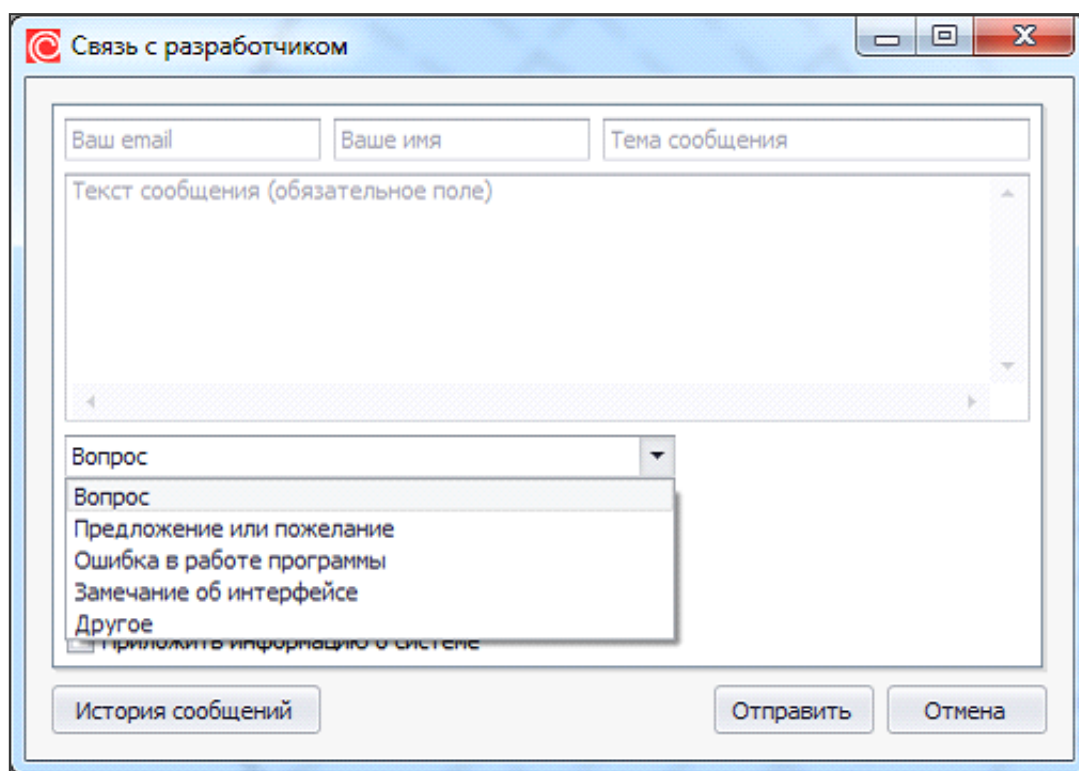 Связь с разработчиком
Ваш email Ваше имя Тема сообщения
Текст сообщения (обязательное поле)
Вопрос
Вопрос
Предложение или пожелание
Ошибка в работе программы
Замечание об интерфейсе
Другое
Приложить информацию о системе
История сообщений Отправить Отмена